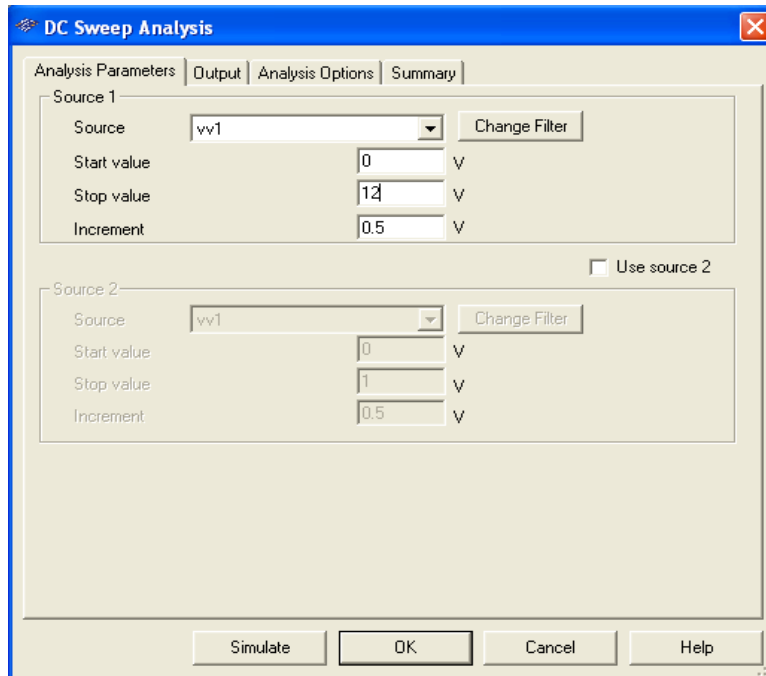 DC Sweep Analysis
Analysis Parameters Output Analysis Options Summary
Source 1
Source vv1 Change Filter
Start value 0 V
Stop value 12 V
Increment 0.5 V
Use source 2
Source 2
Source vv1 Change Filter
Start value 0 V
Stop value 1 V
Increment 0.5 V
Simulate OK Cancel Help